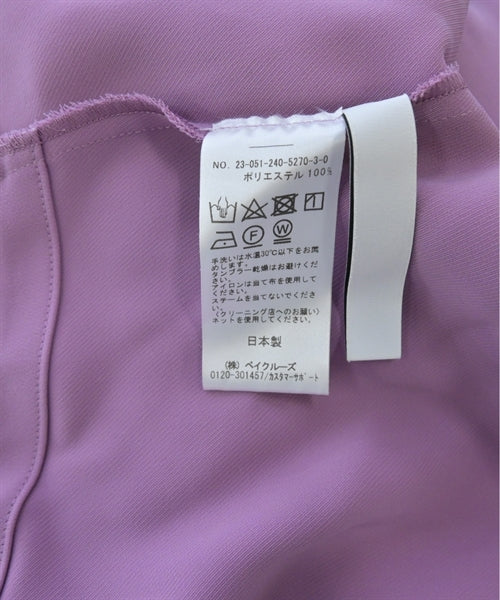 NO. 23-051-240-5270-3-0
ポリエステル 100%
F W
手洗いは水温30℃以下をお薦
めします。
タンブラー乾燥はお避けくだ
さい。
アイロンは当て布を使用して
ください。
スチームを当てないでくださ
い。
〈クリーニング店へのお願い〉
ネットを使用してください。
日本製
(株) ベイクルーズ
0120-301457/カスタマーサポート